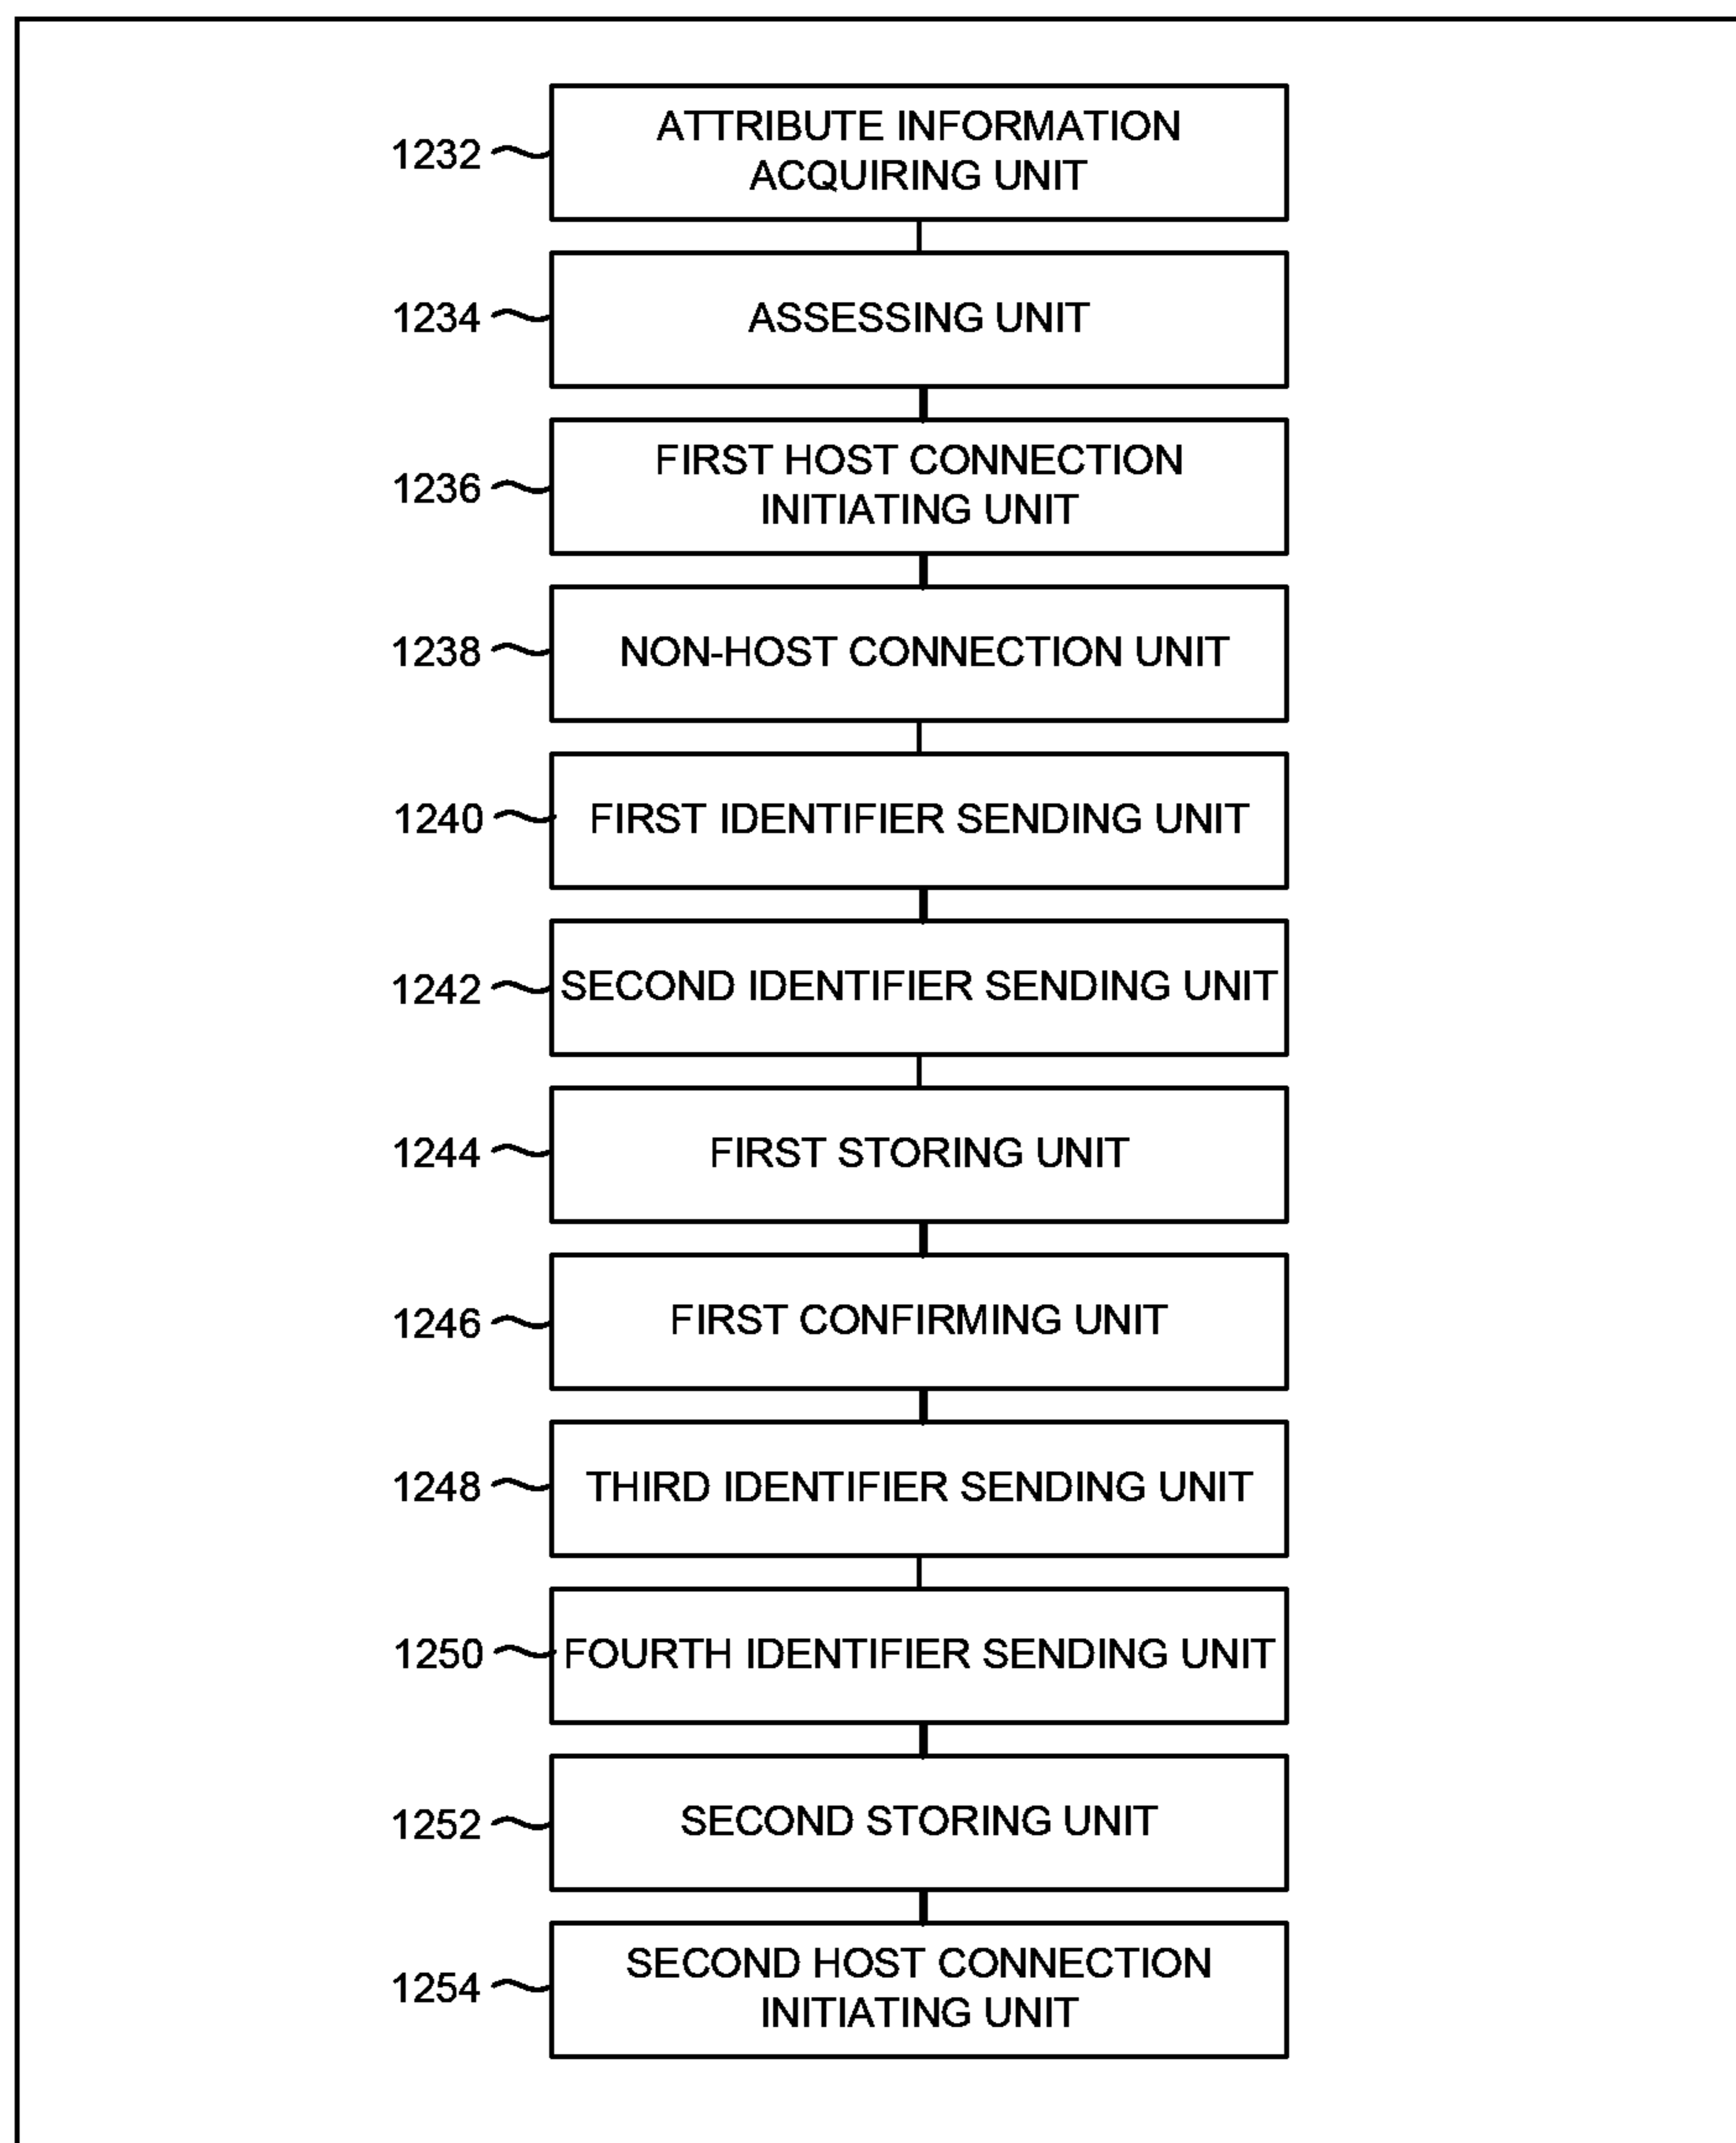 1232
ATTRIBUTE INFORMATION
ACQUIRING UNIT
1234
ASSESSING UNIT
1236
FIRST HOST CONNECTION
INITIATING UNIT
1238
NON-HOST CONNECTION UNIT
1240
FIRST IDENTIFIER SENDING UNIT
1242
SECOND IDENTIFIER SENDING UNIT
1244
FIRST STORING UNIT
1246
FIRST CONFIRMING UNIT
1248
THIRD IDENTIFIER SENDING UNIT
1250
FOURTH IDENTIFIER SENDING UNIT
1252
SECOND STORING UNIT
1254
SECOND HOST CONNECTION
INITIATING UNIT